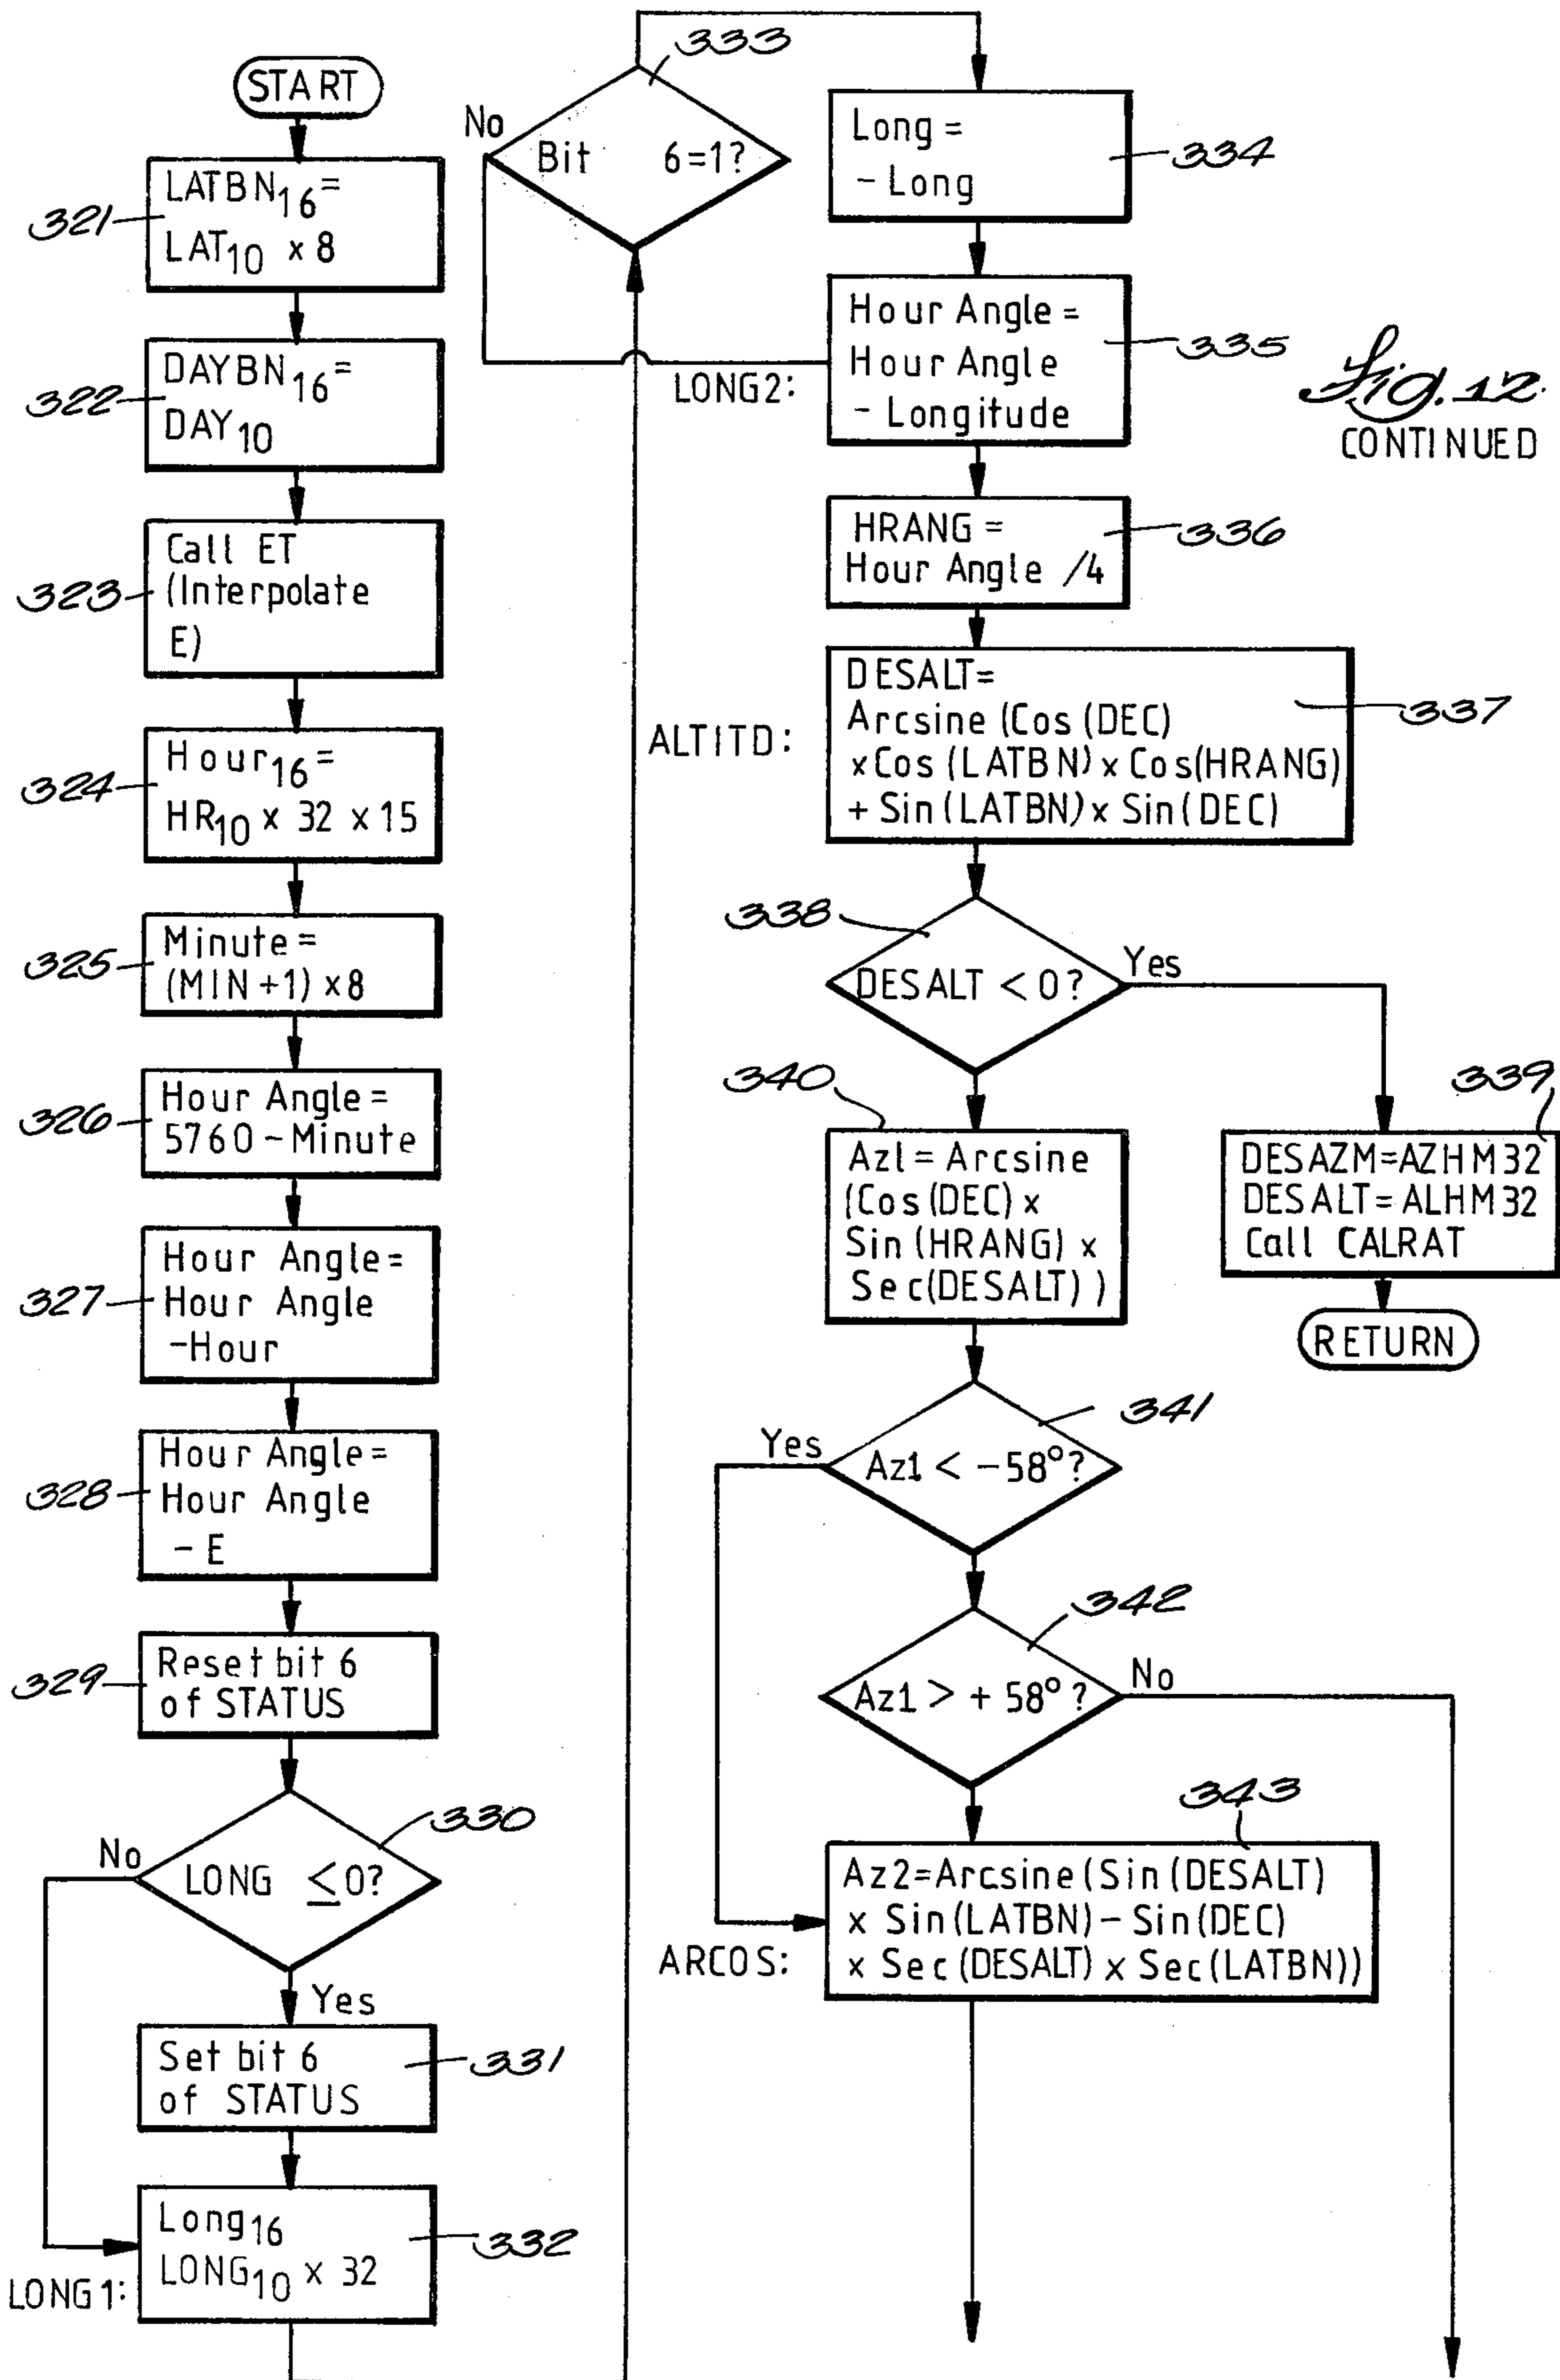 START
321
LATBN16=
LAT10 x 8
322
DAYBN16=
DAY10
323
Call ET
(Interpolate
E)
324
Hour16=
HR10 x 32 x 15
325
Minute=
(MIN+1) x8
326
Hour Angle=
5760-Minute
327
Hour Angle=
Hour Angle
-Hour
328
Hour Angle=
Hour Angle
- E
329
Reset bit 6
of STATUS
330
No
LONG ≤0?
Yes
331
Set bit 6
of STATUS
332
Long16
LONG10 x 32
LONG1:
333
No
Bit 6=1?
334
Long =
- Long
335
Hour Angle =
Hour Angle
- Longitude
LONG2:
Fig. 12.
CONTINUED
336
HRANG =
Hour Angle /4
337
DESALT=
Arcsine (Cos (DEC)
xCos (LATBN) x Cos(HRANG)
+ Sin(LATBN) x Sin(DEC)
ALTITD:
338
DESALT < 0?
Yes
339
DESAZM=AZHM32
DESALT=ALHM32
Call CALRAT
RETURN
340
Azl=Arcsine
(Cos(DEC) x
Sin(HRANG) x
Sec(DESALT))
341
Yes
Az1 < -58°?
342
Az1 > + 58°?
No
343
Az2=Arcsine(Sin(DESALT)
x Sin(LATBN)-Sin(DEC)
x Sec(DESALT) x Sec(LATBN))
ARCOS: